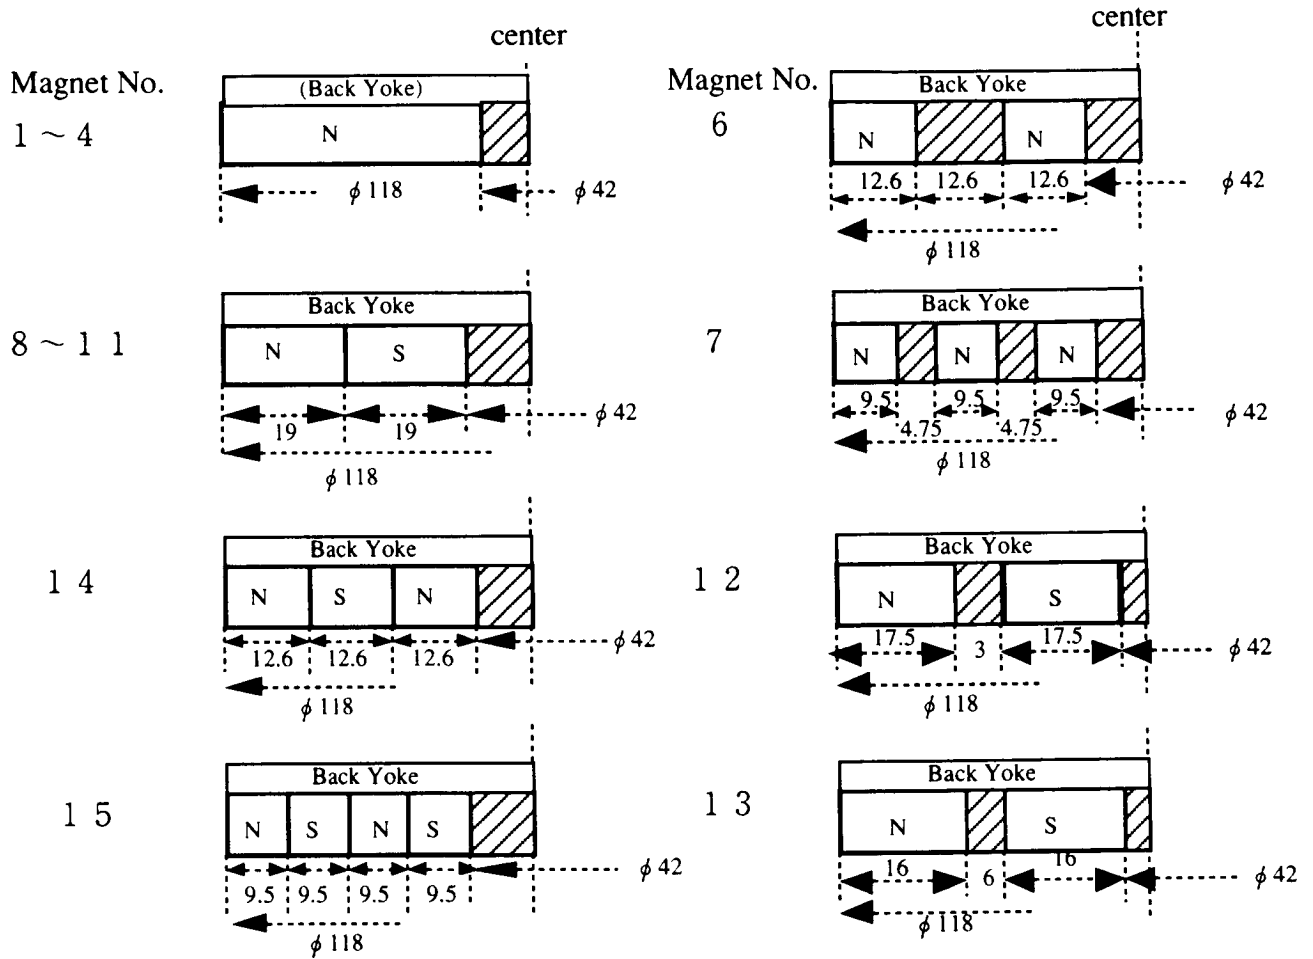 center
Magnet No.
(Back Yoke)
1 ~ 4
N
ϕ 118
ϕ 42
Back Yoke
8 ~ 1 1
N
S
19
19
ϕ 42
ϕ 118
Back Yoke
1 4
N
S
N
12.6
12.6
12.6
ϕ 42
ϕ 118
Back Yoke
1 5
N
S
N
S
9.5
9.5
9.5
9.5
ϕ 42
ϕ 118
center
Magnet No.
Back Yoke
6
N
N
12.6
12.6
12.6
ϕ 42
ϕ 118
Back Yoke
7
N
N
N
9.5
9.5
9.5
4.75
4.75
ϕ 42
ϕ 118
Back Yoke
1 2
N
S
17.5
3
17.5
ϕ 42
ϕ 118
Back Yoke
1 3
N
S
16
6
16
ϕ 42
ϕ 118